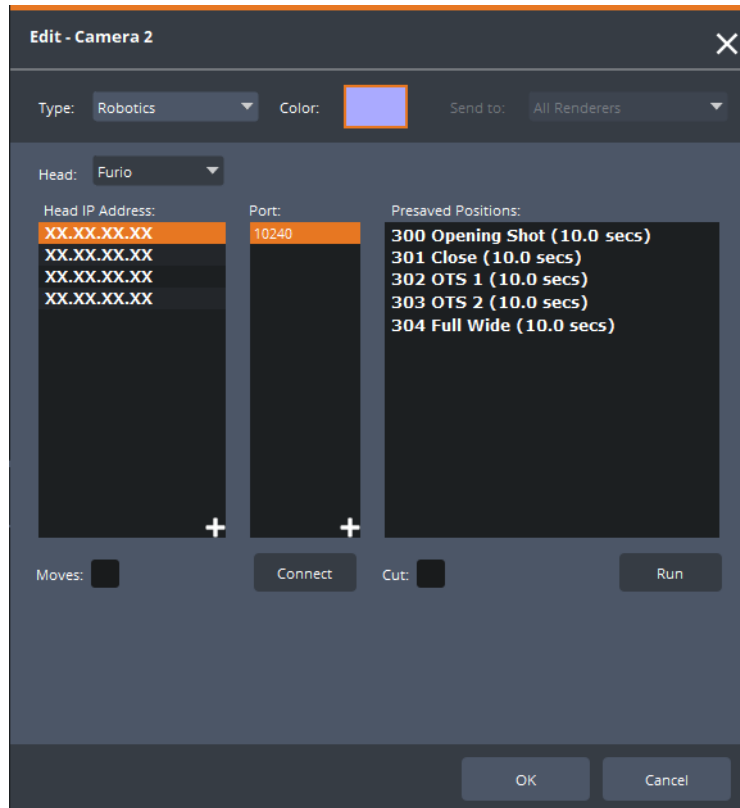 Edit - Camera 2
Type: Robotics Color: Send to: All Renderers
Head: Furio
Head IP Address: Port: Presaved Positions:
XX.XX.XX.XX 10240 300 Opening Shot (10.0 secs)
XX.XX.XX.XX 301 Close (10.0 secs)
XX.XX.XX.XX 302 OTS 1 (10.0 secs)
XX.XX.XX.XX 303 OTS 2 (10.0 secs)
304 Full Wide (10.0 secs)
Moves: Connect Cut: Run
OK Cancel